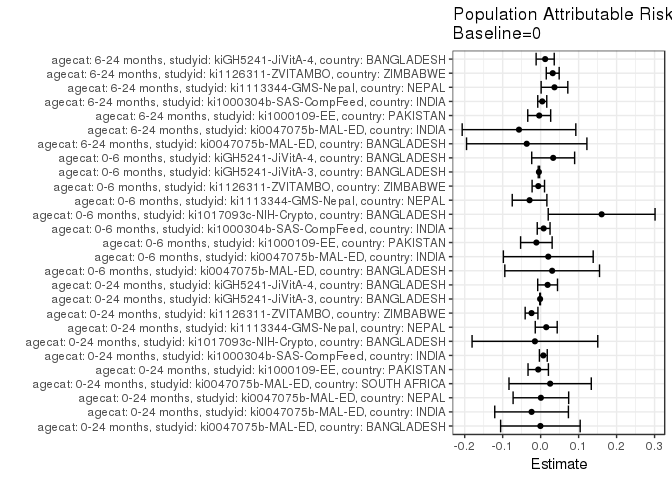 Population Attributable Risk
Baseline=0
agecat: 6-24 months, studyid: kiGH5241-JiVitA-4, country: BANGLADESH
agecat: 6-24 months, studyid: ki1126311-ZVITAMBO, country: ZIMBABWE
agecat: 6-24 months, studyid: ki1113344-GMS-Nepal, country: NEPAL
agecat: 6-24 months, studyid: ki1000304b-SAS-CompFeed, country: INDIA
agecat: 6-24 months, studyid: ki1000109-EE, country: PAKISTAN
agecat: 6-24 months, studyid: ki0047075b-MAL-ED, country: INDIA
agecat: 6-24 months, studyid: ki0047075b-MAL-ED, country: BANGLADESH
agecat: 0-6 months, studyid: kiGH5241-JiVitA-4, country: BANGLADESH
agecat: 0-6 months, studyid: kiGH5241-JiVitA-3, country: BANGLADESH
agecat: 0-6 months, studyid: ki1126311-ZVITAMBO, country: ZIMBABWE
agecat: 0-6 months, studyid: ki1113344-GMS-Nepal, country: NEPAL
agecat: 0-6 months, studyid: ki1017093c-NIH-Crypto, country: BANGLADESH
agecat: 0-6 months, studyid: ki1000304b-SAS-CompFeed, country: INDIA
agecat: 0-6 months, studyid: ki1000109-EE, country: PAKISTAN
agecat: 0-6 months, studyid: ki0047075b-MAL-ED, country: INDIA
agecat: 0-6 months, studyid: ki0047075b-MAL-ED, country: BANGLADESH
agecat: 0-24 months, studyid: kiGH5241-JiVitA-4, country: BANGLADESH
agecat: 0-24 months, studyid: kiGH5241-JiVitA-3, country: BANGLADESH
agecat: 0-24 months, studyid: ki1126311-ZVITAMBO, country: ZIMBABWE
agecat: 0-24 months, studyid: ki1113344-GMS-Nepal, country: NEPAL
agecat: 0-24 months, studyid: ki1017093c-NIH-Crypto, country: BANGLADESH
agecat: 0-24 months, studyid: ki1000304b-SAS-CompFeed, country: INDIA
agecat: 0-24 months, studyid: ki1000109-EE, country: PAKISTAN
agecat: 0-24 months, studyid: ki0047075b-MAL-ED, country: SOUTH AFRICA
agecat: 0-24 months, studyid: ki0047075b-MAL-ED, country: NEPAL
agecat: 0-24 months, studyid: ki0047075b-MAL-ED, country: INDIA
agecat: 0-24 months, studyid: ki0047075b-MAL-ED, country: BANGLADESH
-0.2 -0.1 0.0 0.1 0.2 0.3
Estimate